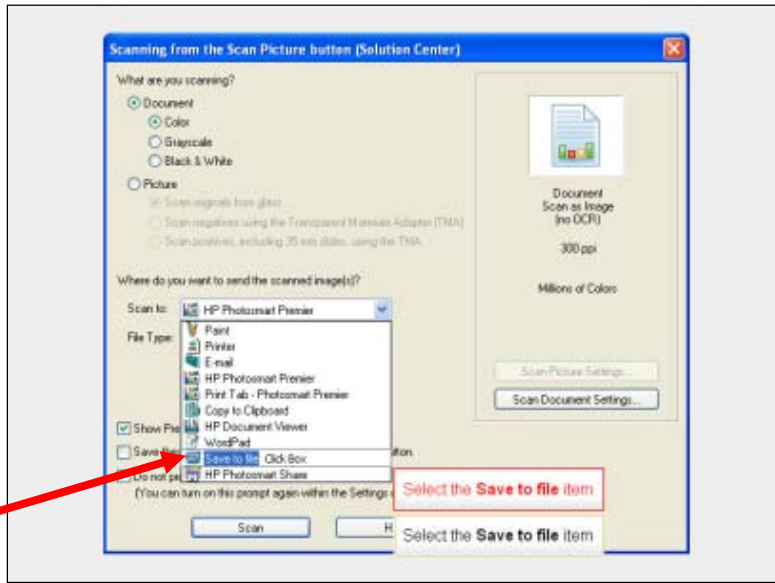 Scanning from the Scan Picture button (Solution Center)
What are you scanning?
Document
Color
Grayscale
Black & White
Picture
Scan originals from glass
Scan negatives using the Transparent Materials Adapter (TMA)
Scan positives, including 35 mm slides, using the TMA
Document
Scan as Image
(no OCR)
300 ppi
Millions of Colors
Where do you want to send the scanned image(s)?
Scan to: HP Photosmart Premier
File Type:
Paint
Printer
E-mail
HP Photosmart Premier
Print Tab - Photosmart Premier
Copy to Clipboard
HP Document Viewer
WordPad
Save to file Click Box
HP Photosmart Share
Scan Picture Settings...
Scan Document Settings...
Show Pre
Save
Do not
(You can turn on this prompt again within the Settings
Scan
H
Select the Save to file item
Select the Save to file item